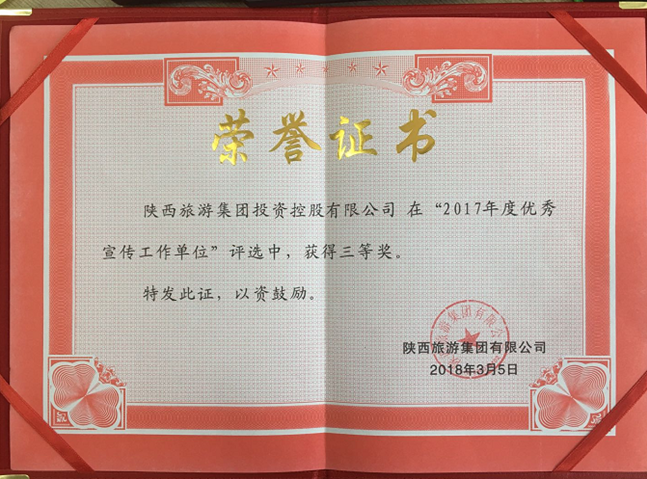 荣誉证书
陕西旅游集团投资控股有限公司 在“2017年度优秀
宣传工作单位”评选中，获得三等奖。
特发此证，以资鼓励。
陕西旅游集团有限公司
2018年3月5日